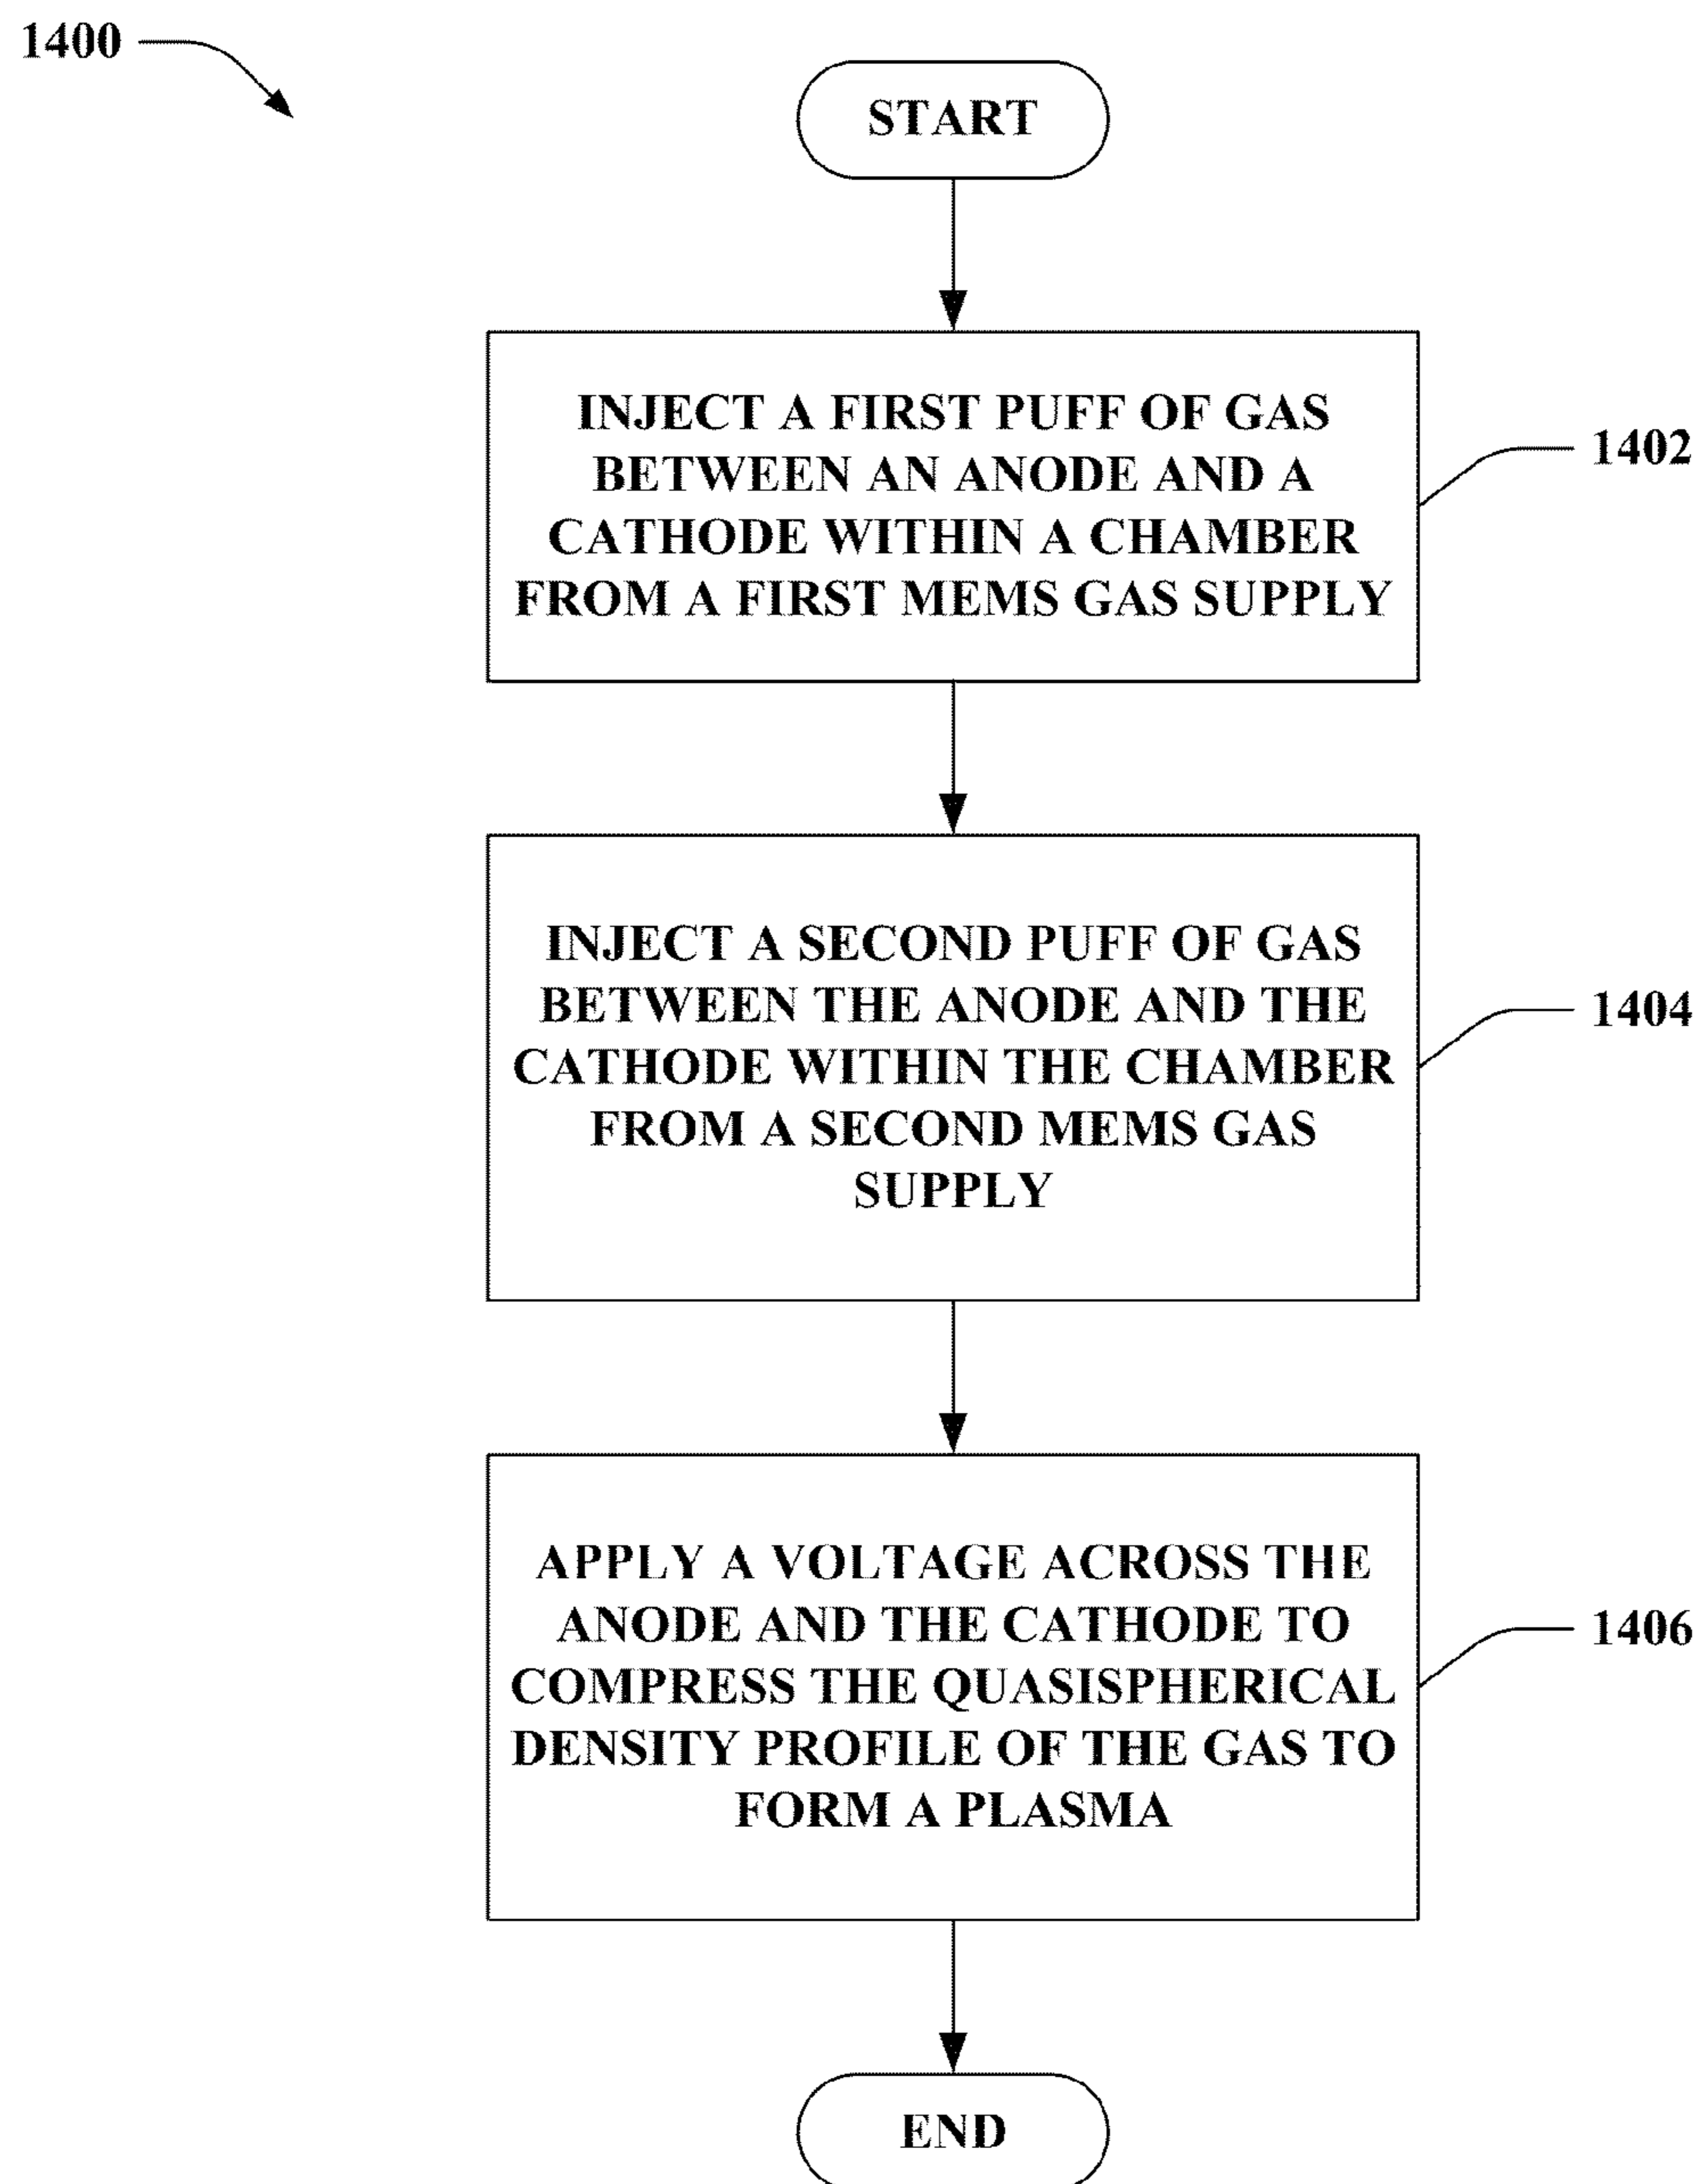 1400
START
INJECT A FIRST PUFF OF GAS
BETWEEN AN ANODE AND A
CATHODE WITHIN A CHAMBER
FROM A FIRST MEMS GAS SUPPLY
1402
INJECT A SECOND PUFF OF GAS
BETWEEN THE ANODE AND THE
CATHODE WITHIN THE CHAMBER
FROM A SECOND MEMS GAS
SUPPLY
1404
APPLY A VOLTAGE ACROSS THE
ANODE AND THE CATHODE TO
COMPRESS THE QUASISPHERICAL
DENSITY PROFILE OF THE GAS TO
FORM A PLASMA
1406
END